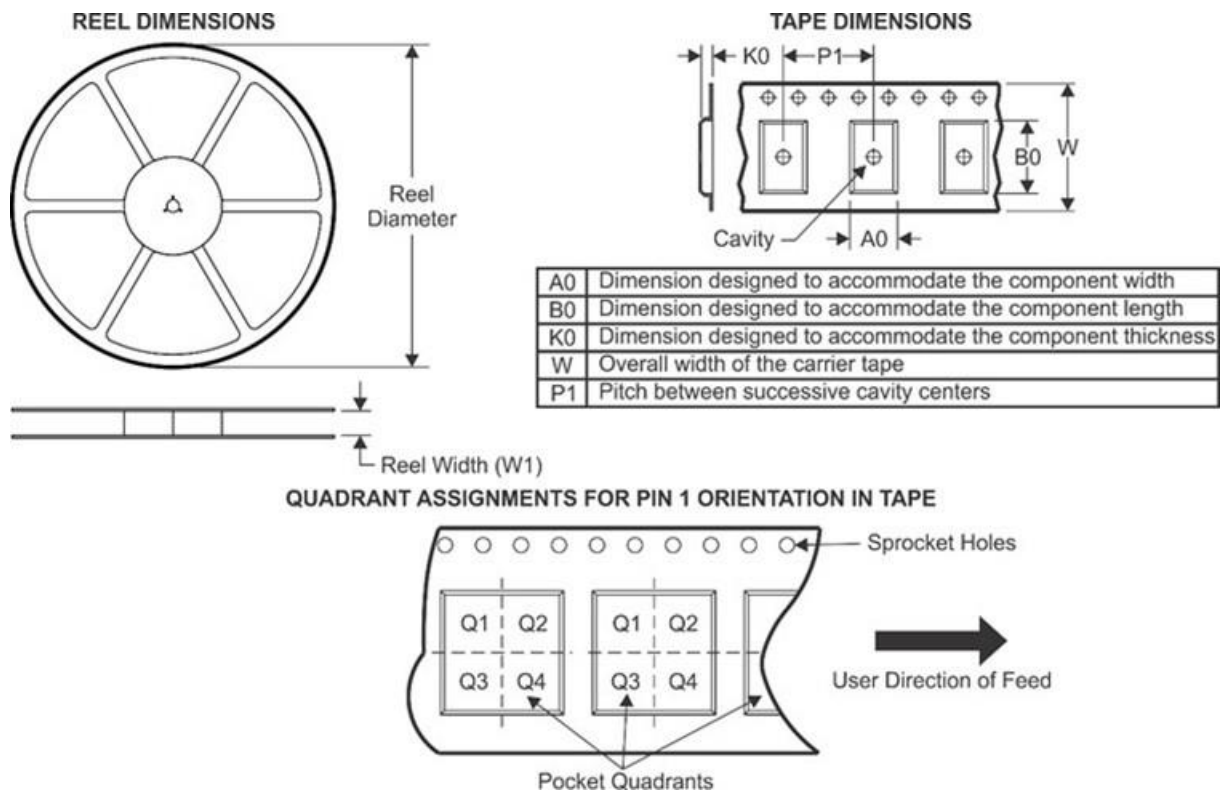 REEL DIMENSIONS
Reel
Diameter
Reel Width (W1)
TAPE DIMENSIONS
K0
P1
B0
W
Cavity
A0
A0 Dimension designed to accommodate the component width
B0 Dimension designed to accommodate the component length
K0 Dimension designed to accommodate the component thickness
W Overall width of the carrier tape
P1 Pitch between successive cavity centers
QUADRANT ASSIGNMENTS FOR PIN 1 ORIENTATION IN TAPE
Sprocket Holes
Q1 Q2 Q1 Q2
Q3 Q4 Q3 Q4
User Direction of Feed
Pocket Quadrants